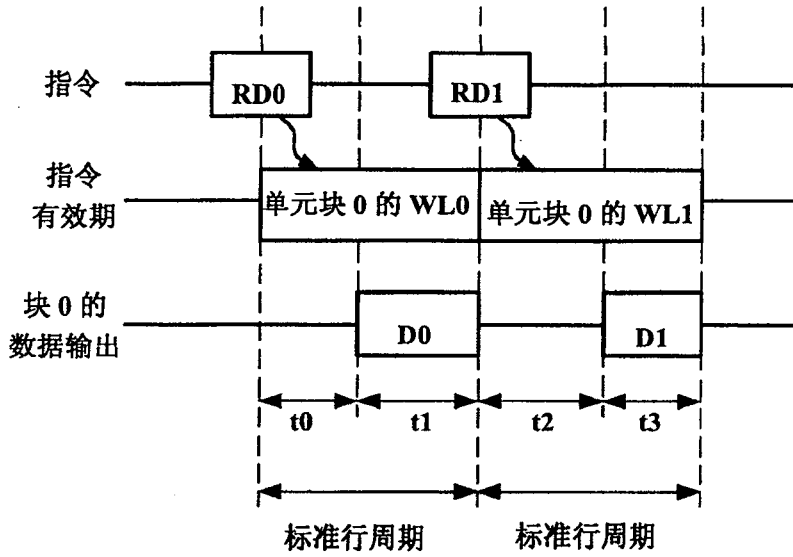 指令
RD0
RD1
指令
有效期
单元块 0 的 WL0
单元块 0 的 WL1
块 0 的
数据输出
D0
D1
t0
t1
t2
t3
标准行周期
标准行周期